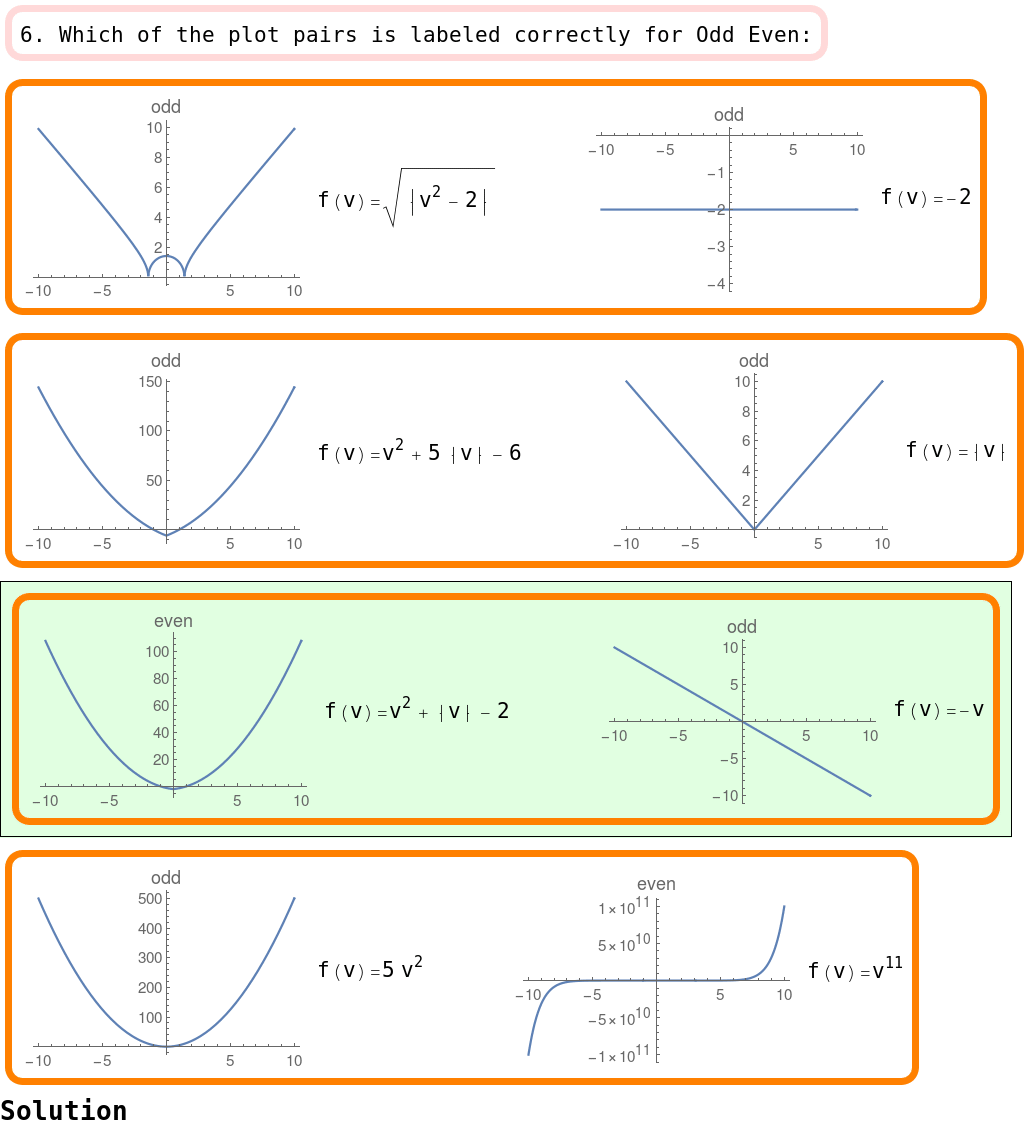 6. Which of the plot pairs is labeled correctly for Odd Even:
odd
10
8
6
4
2
−10 −5 5 10
f(v)=√|v² − 2|
odd
−10 −5 5 10
−1
−2
−3
−4
f(v)=−2
odd
150
100
50
−10 −5 5 10
f(v)=v² + 5 |v| − 6
odd
10
8
6
4
2
−10 −5 5 10
f(v)=|v|
even
100
80
60
40
20
−10 −5 5 10
f(v)=v² + |v| − 2
odd
10
5
−10 −5 5 10
−5
−10
f(v)=−v
odd
500
400
300
200
100
−10 −5 5 10
f(v)=5 v²
even
1×10¹¹
5×10¹⁰
−10 −5 5 10
−5×10¹⁰
−1×10¹¹
f(v)=v¹¹
Solution